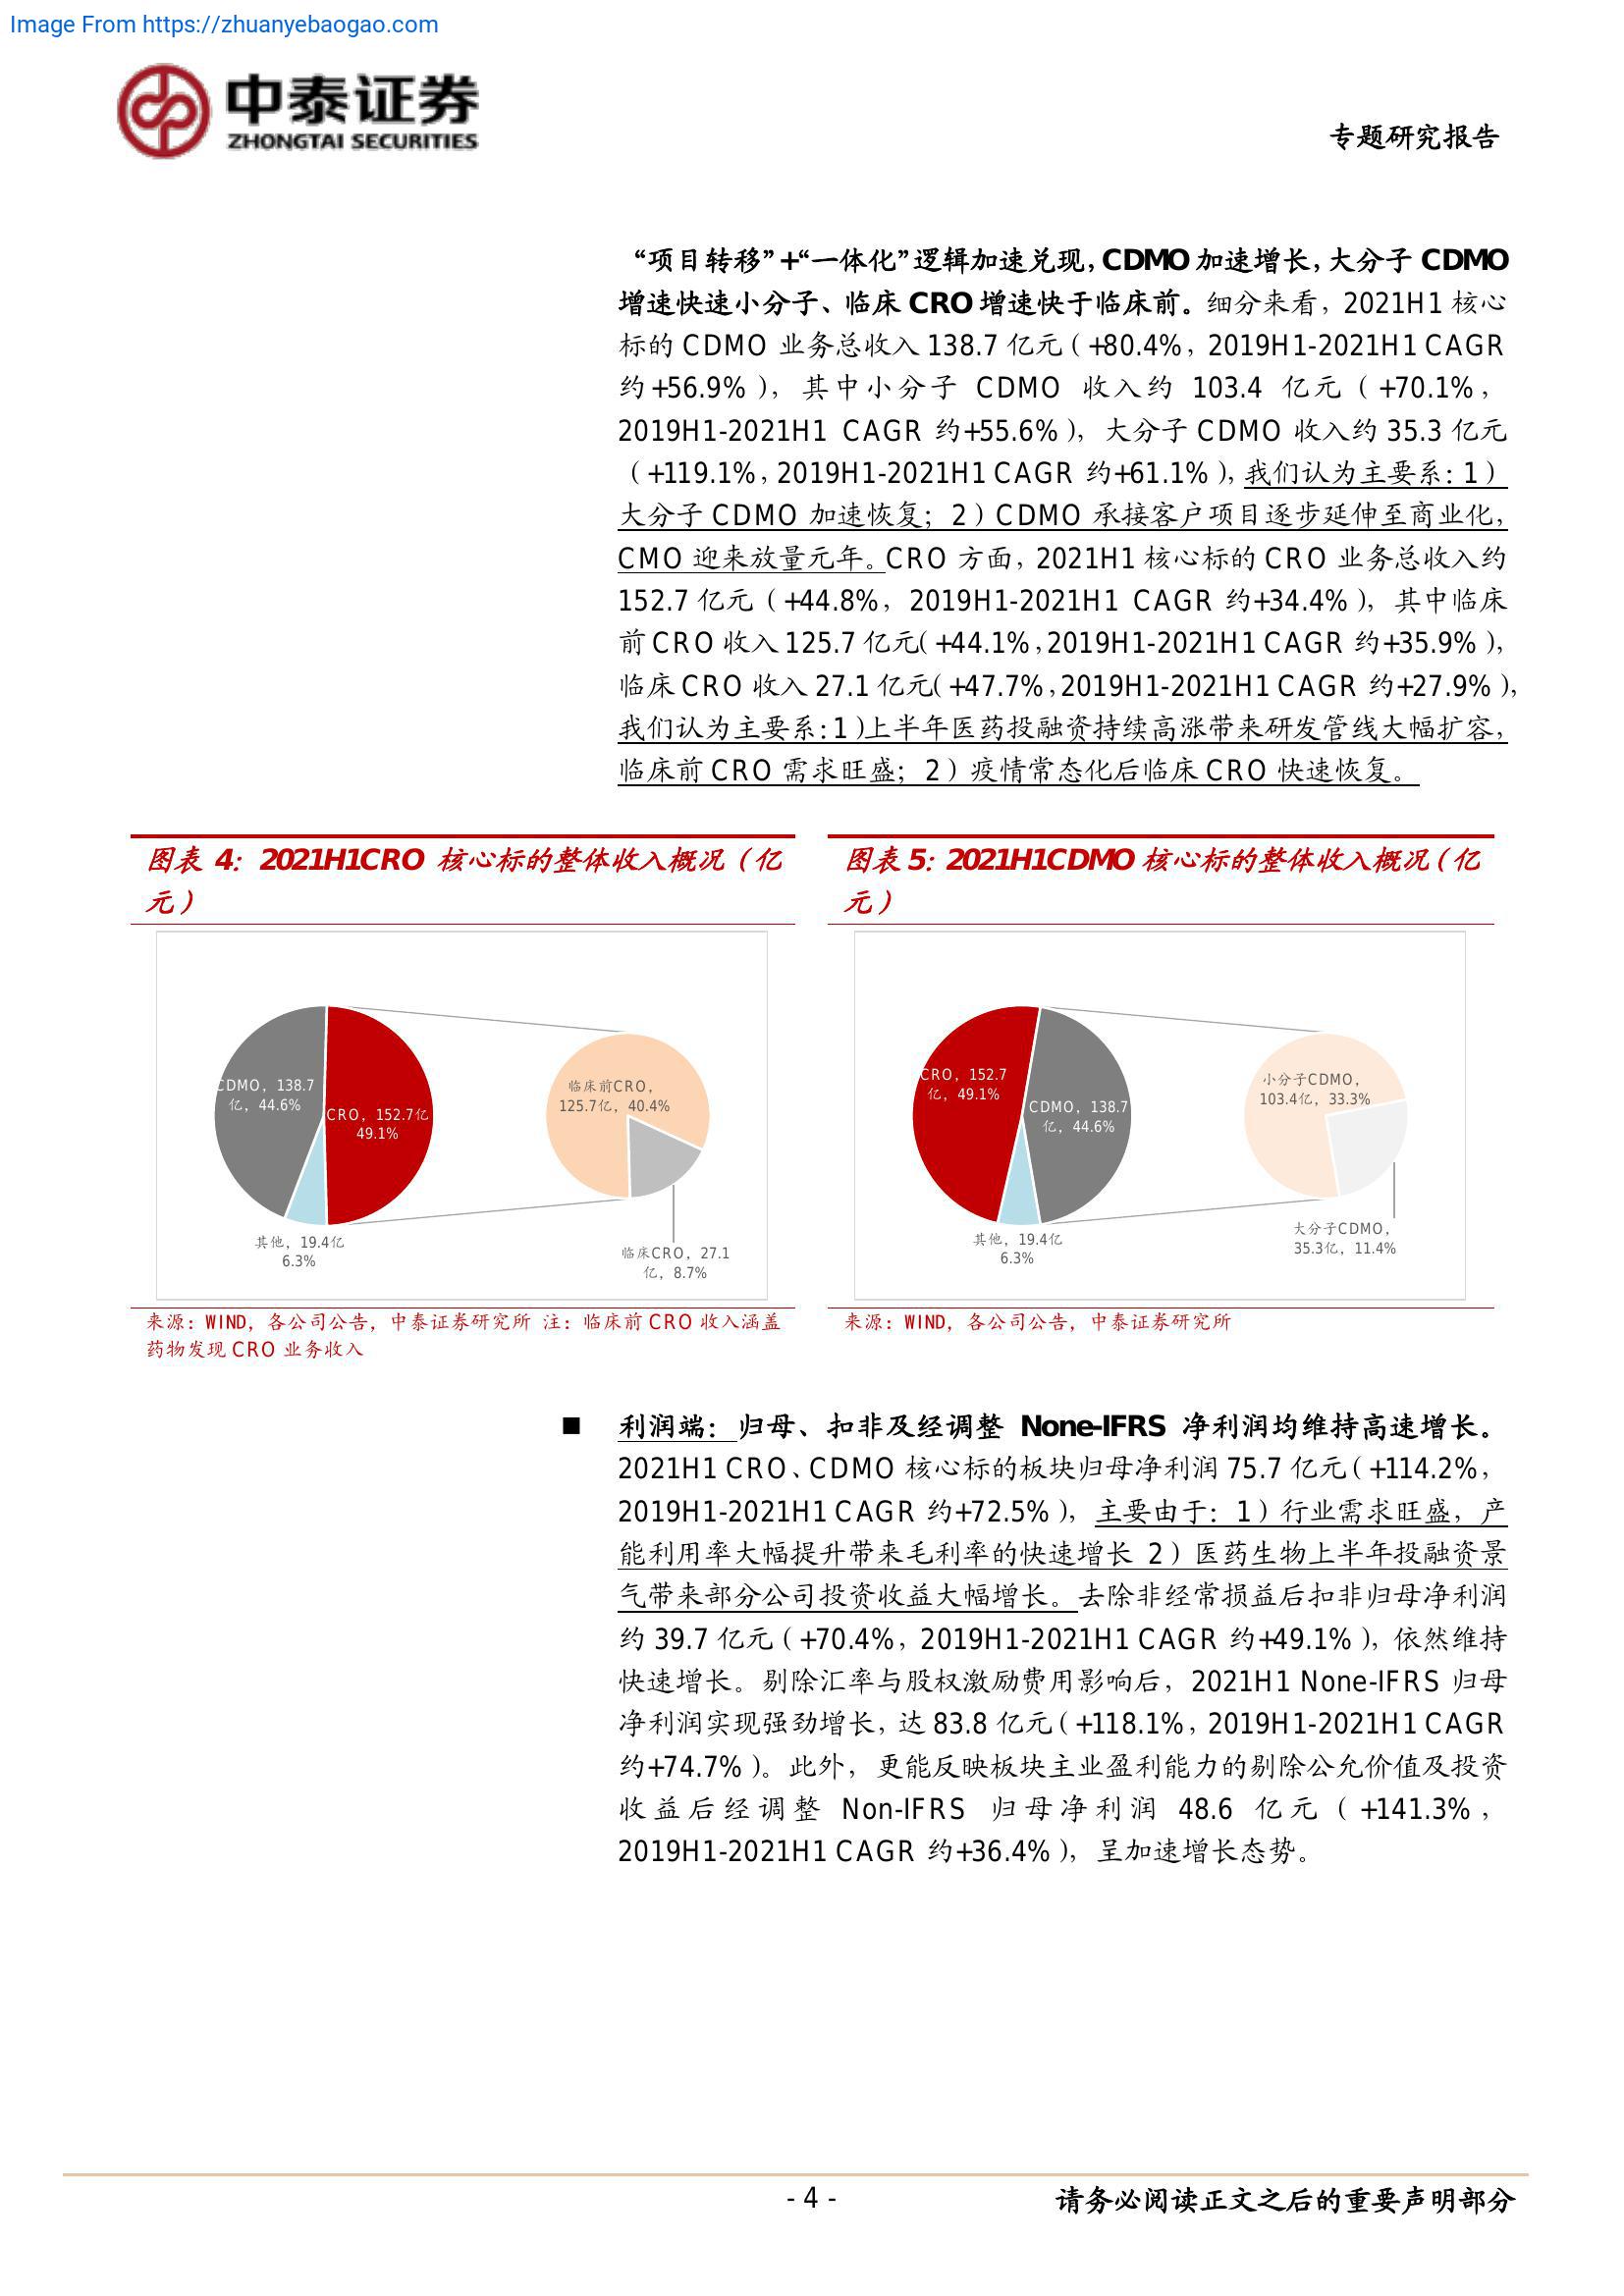 Image From https://zhuanyebaogao.com
中泰证券
ZHONGTAI SECURITIES
专题研究报告
“项目转移”+“一体化”逻辑加速兑现，CDMO 加速增长，大分子 CDMO
增速快速小分子、临床 CRO 增速快于临床前。细分来看，2021H1 核心
标的 CDMO 业务总收入 138.7 亿元（+80.4%，2019H1-2021H1 CAGR
约+56.9%），其中小分子 CDMO 收入约 103.4 亿元（+70.1%，
2019H1-2021H1 CAGR 约+55.6%），大分子 CDMO 收入约 35.3 亿元
（+119.1%，2019H1-2021H1 CAGR 约+61.1%），我们认为主要系：1）
大分子 CDMO 加速恢复；2）CDMO 承接客户项目逐步延伸至商业化，
CMO 迎来放量元年。CRO 方面，2021H1 核心标的 CRO 业务总收入约
152.7 亿元（+44.8%，2019H1-2021H1 CAGR 约+34.4%），其中临床
前 CRO 收入 125.7 亿元（+44.1%，2019H1-2021H1 CAGR 约+35.9%），
临床 CRO 收入 27.1 亿元（+47.7%，2019H1-2021H1 CAGR 约+27.9%），
我们认为主要系：1）上半年医药投融资持续高涨带来研发管线大幅扩容，
临床前 CRO 需求旺盛；2）疫情常态化后临床 CRO 快速恢复。
图表 4：2021H1CRO 核心标的整体收入概况（亿
元）
CDMO，138.7
亿，44.6%
CRO，152.7亿
49.1%
其他，19.4亿
6.3%
临床前CRO，
125.7亿，40.4%
临床CRO，27.1
亿，8.7%
来源：WIND，各公司公告，中泰证券研究所 注：临床前 CRO 收入涵盖
药物发现 CRO 业务收入
图表 5：2021H1CDMO 核心标的整体收入概况（亿
元）
CRO，152.7
亿，49.1%
CDMO，138.7
亿，44.6%
其他，19.4亿
6.3%
小分子CDMO，
103.4亿，33.3%
大分子CDMO，
35.3亿，11.4%
来源：WIND，各公司公告，中泰证券研究所
■ 利润端：归母、扣非及经调整 None-IFRS 净利润均维持高速增长。
2021H1 CRO、CDMO 核心标的板块归母净利润 75.7 亿元（+114.2%，
2019H1-2021H1 CAGR 约+72.5%），主要由于：1）行业需求旺盛，产
能利用率大幅提升带来毛利率的快速增长 2）医药生物上半年投融资景
气带来部分公司投资收益大幅增长。去除非经常损益后扣非归母净利润
约 39.7 亿元（+70.4%，2019H1-2021H1 CAGR 约+49.1%），依然维持
快速增长。剔除汇率与股权激励费用影响后，2021H1 None-IFRS 归母
净利润实现强劲增长，达 83.8 亿元（+118.1%，2019H1-2021H1 CAGR
约+74.7%）。此外，更能反映板块主业盈利能力的剔除公允价值及投资
收益后经调整 Non-IFRS 归母净利润 48.6 亿元（+141.3%，
2019H1-2021H1 CAGR 约+36.4%），呈加速增长态势。
- 4 -
请务必阅读正文之后的重要声明部分